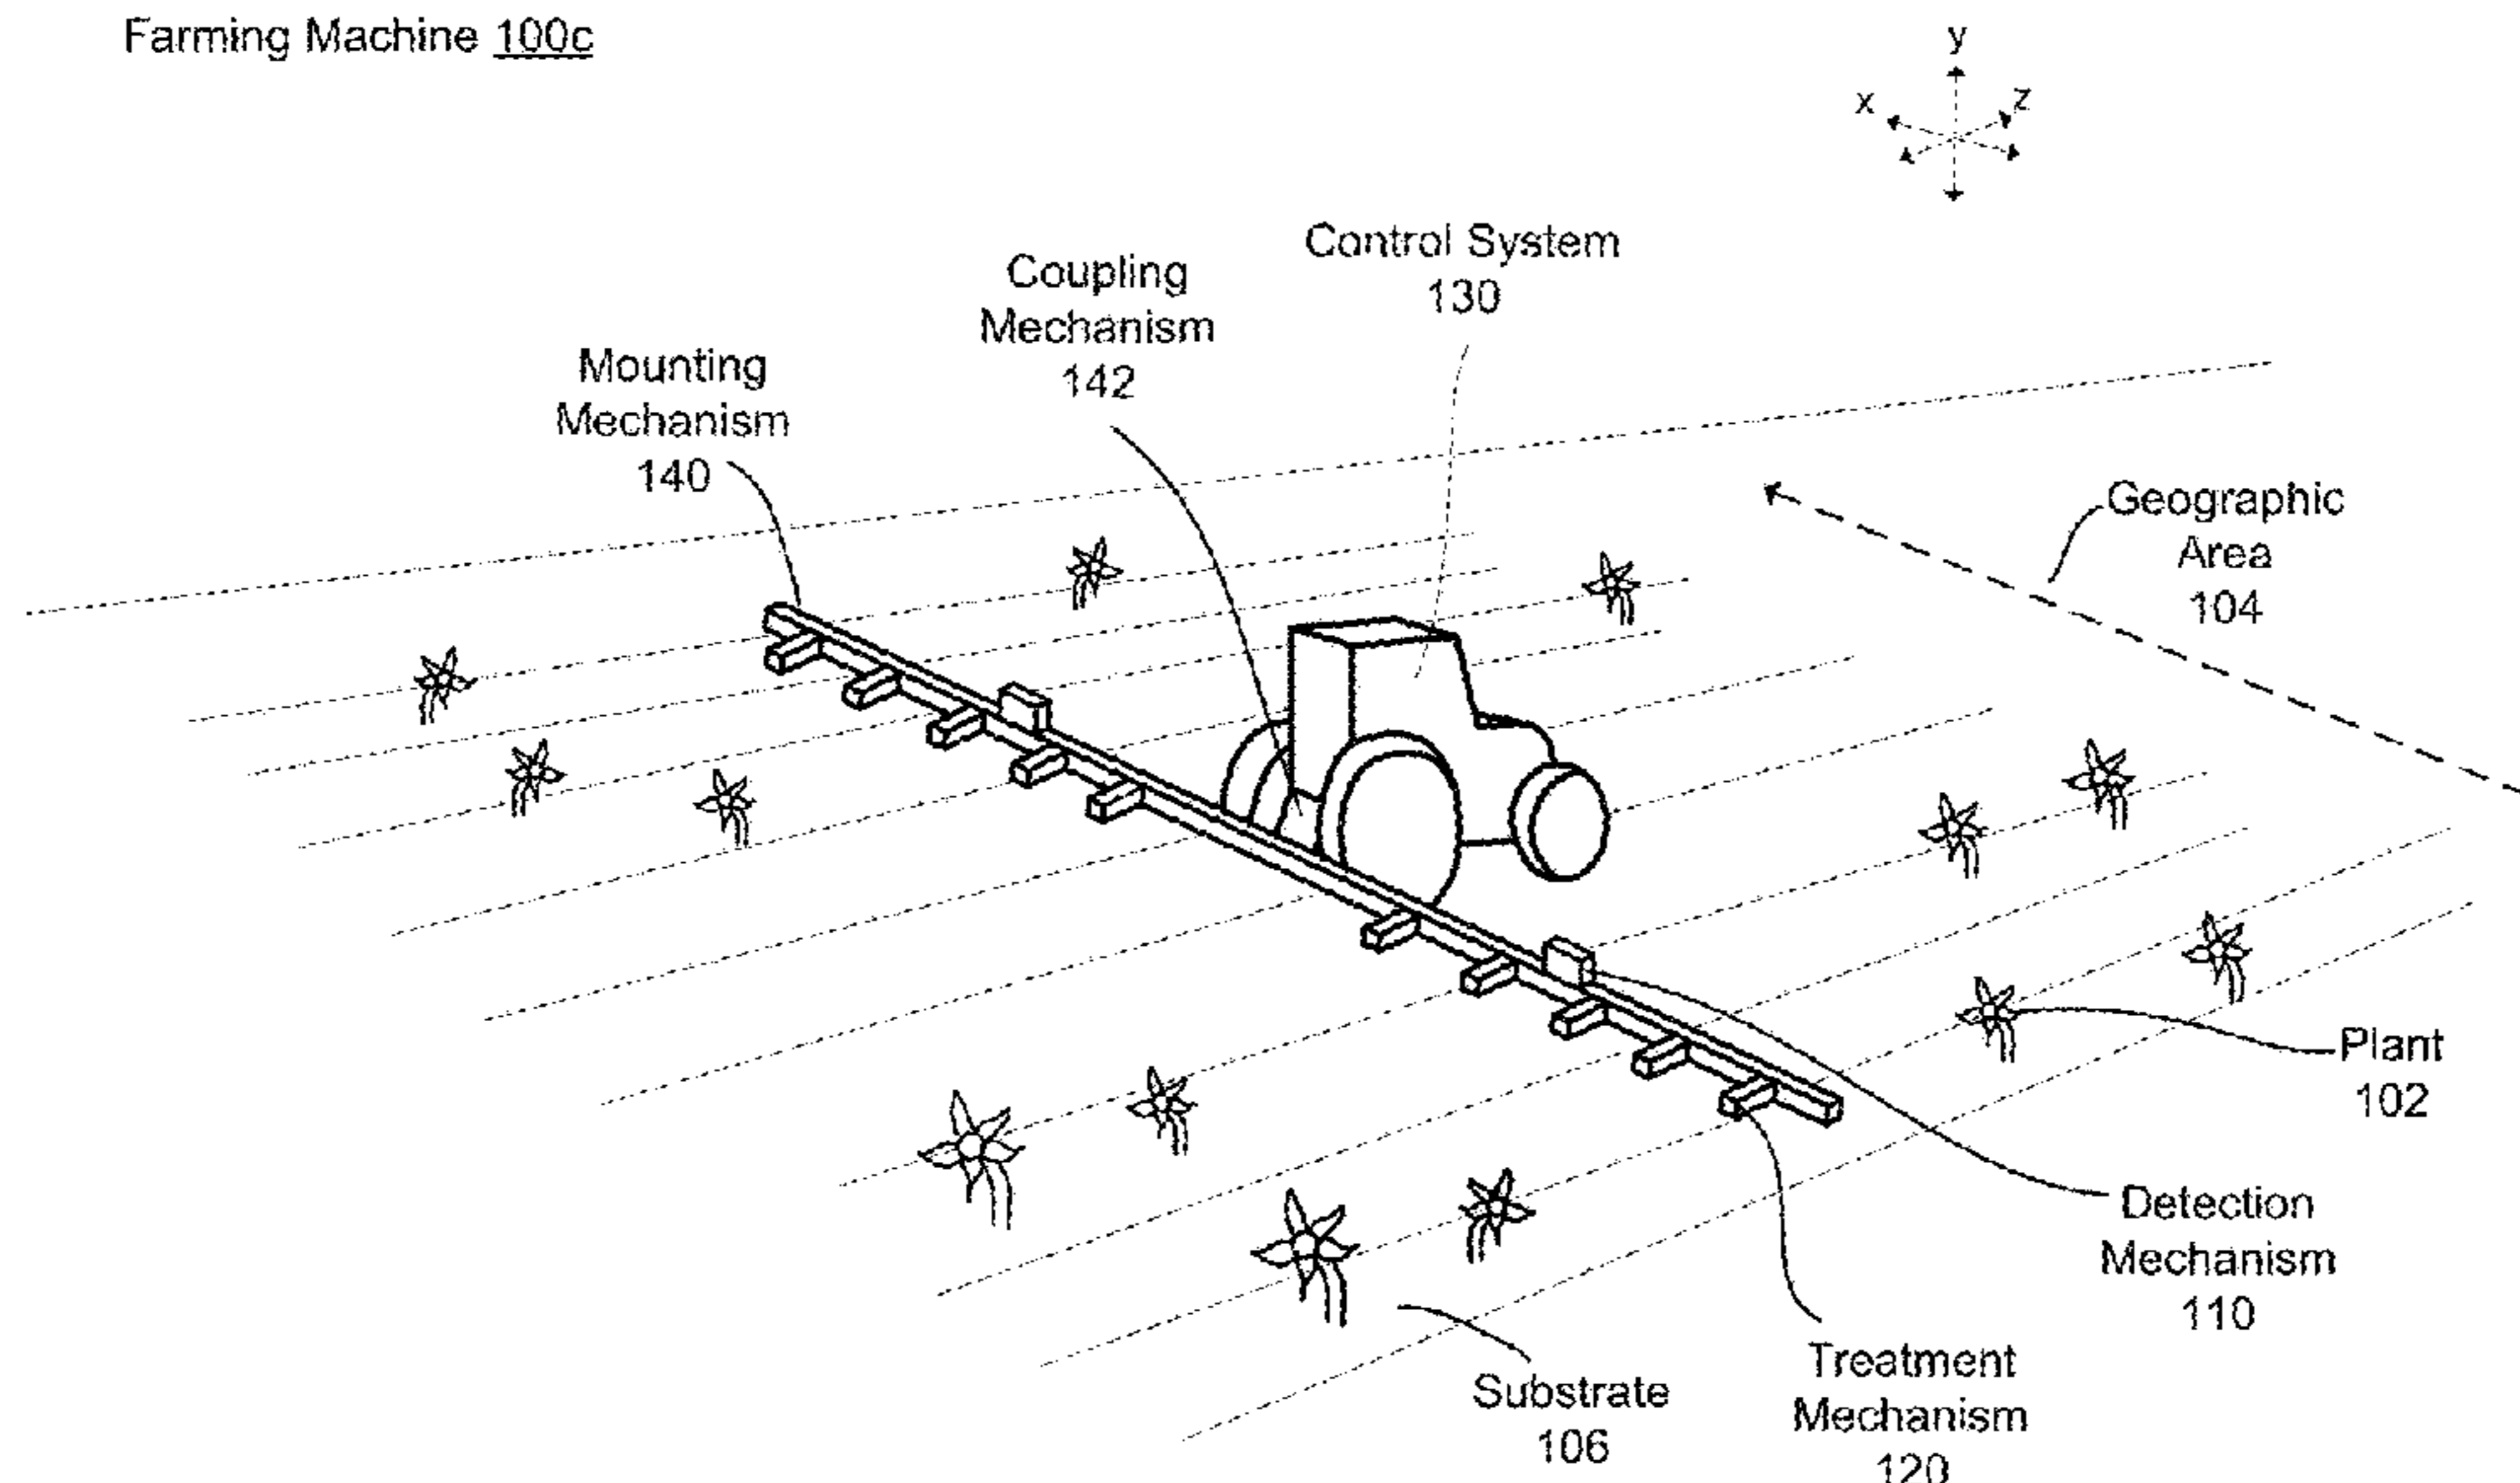 Farming Machine 100c
y
x
z
Control System
130
Coupling
Mechanism
142
Mounting
Mechanism
140
Geographic
Area
104
Plant
102
Detection
Mechanism
110
Treatment
Mechanism
120
Substrate
106